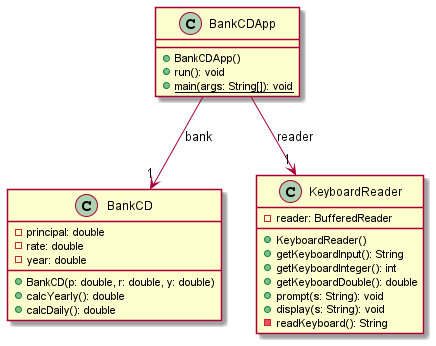 C BankCDApp
BankCDApp()
run(): void
main(args: String[]): void
bank
reader
1
1
C BankCD
principal: double
rate: double
year: double
BankCD(p: double, r: double, y: double)
calcYearly(): double
calcDaily(): double
C KeyboardReader
reader: BufferedReader
KeyboardReader()
getKeyboardInput(): String
getKeyboardInteger(): int
getKeyboardDouble(): double
prompt(s: String): void
display(s: String): void
readKeyboard(): String